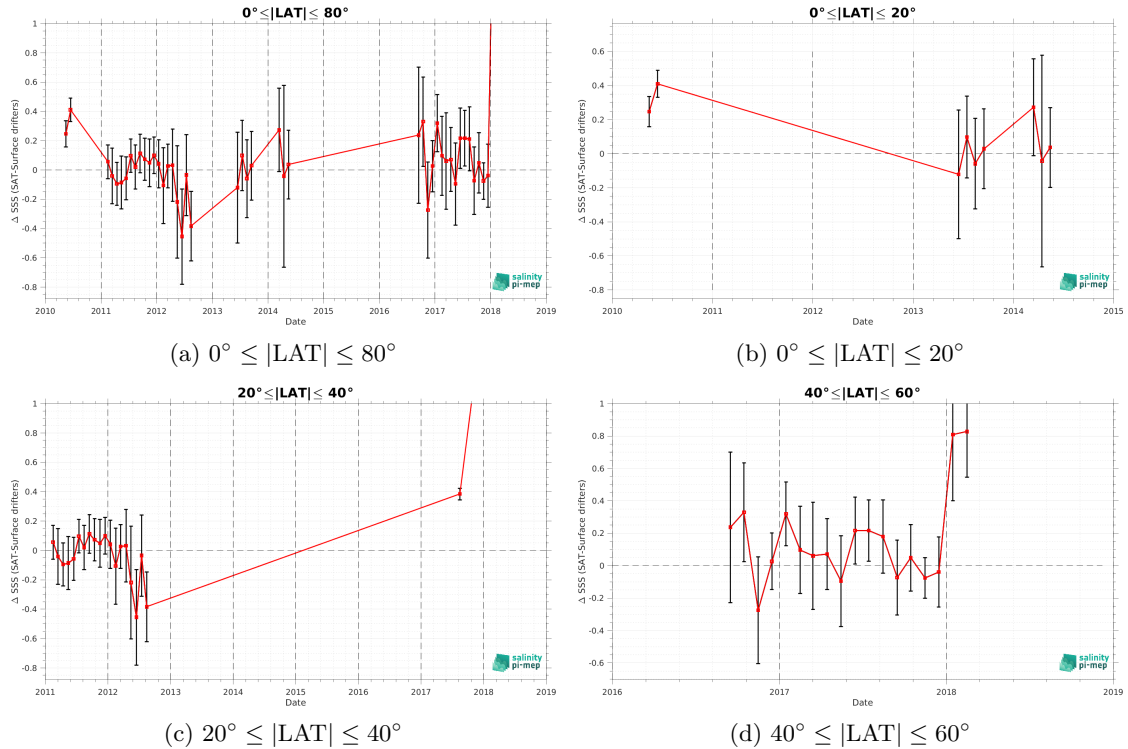 0°≤|LAT|≤ 80°
1
0.8
0.6
0.4
0.2
0
-0.2
-0.4
-0.6
-0.8
Δ SSS (SAT-Surface drifters)
salinity
pi-mep
2010 2011 2012 2013 2014 2015 2016 2017 2018 2019
Date
(a) 0° ≤ |LAT| ≤ 80°
0°≤|LAT|≤ 20°
0.6
0.4
0.2
0
-0.2
-0.4
-0.6
-0.8
Δ SSS (SAT-Surface drifters)
salinity
pi-mep
2010 2011 2012 2013 2014 2015
Date
(b) 0° ≤ |LAT| ≤ 20°
20°≤|LAT|≤ 40°
1
0.8
0.6
0.4
0.2
0
-0.2
-0.4
-0.6
-0.8
Δ SSS (SAT-Surface drifters)
salinity
pi-mep
2011 2012 2013 2014 2015 2016 2017 2018 2019
Date
(c) 20° ≤ |LAT| ≤ 40°
40°≤|LAT|≤ 60°
1
0.8
0.6
0.4
0.2
0
-0.2
-0.4
-0.6
Δ SSS (SAT-Surface drifters)
salinity
pi-mep
2016 2017 2018 2019
Date
(d) 40° ≤ |LAT| ≤ 60°